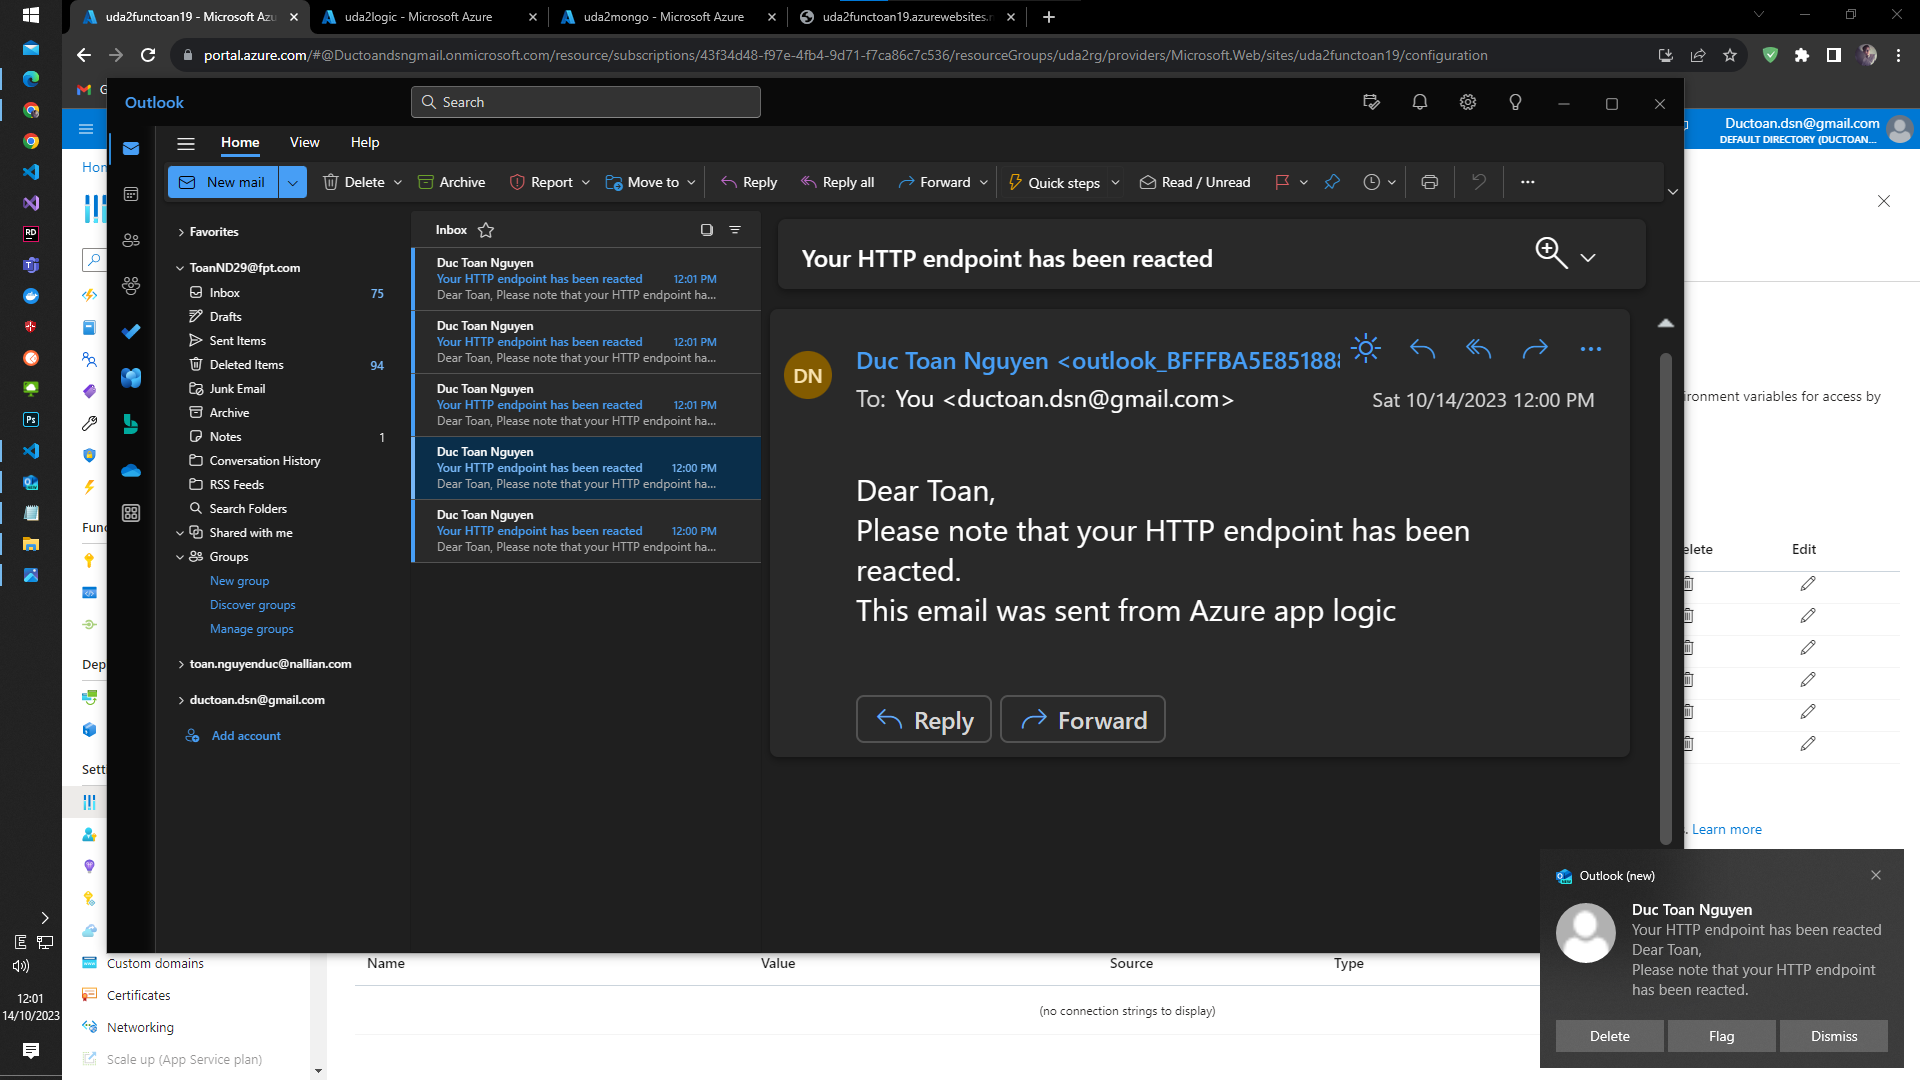 uda2functoan19 - Microsoft Azu
uda2logic - Microsoft Azure
uda2mongo - Microsoft Azure
uda2functoan19.azurewebsites.n
portal.azure.com/#@Ductoandsngmail.onmicrosoft.com/resource/subscriptions/43f34d48-f97e-4fb4-9d71-f7ca86c7c536/resourceGroups/uda2rg/providers/Microsoft.Web/sites/uda2functoan19/configuration
G
Outlook
Search
Ductoan.dsn@gmail.com
DEFAULT DIRECTORY (DUCTOAN...
Home View Help
Hom
New mail Delete Archive Report Move to Reply Reply all Forward Quick steps Read / Unread
Favorites
ToanND29@fpt.com
Inbox 75
Drafts
Sent Items
Deleted Items 94
Junk Email
Archive
Notes 1
Conversation History
RSS Feeds
Search Folders
Shared with me
Groups
New group
Discover groups
Manage groups
toan.nguyenduc@nallian.com
ductoan.dsn@gmail.com
Add account
Inbox
Duc Toan Nguyen
Your HTTP endpoint has been reacted 12:01 PM
Dear Toan, Please note that your HTTP endpoint ha...
Duc Toan Nguyen
Your HTTP endpoint has been reacted 12:01 PM
Dear Toan, Please note that your HTTP endpoint ha...
Duc Toan Nguyen
Your HTTP endpoint has been reacted 12:01 PM
Dear Toan, Please note that your HTTP endpoint ha...
Duc Toan Nguyen
Your HTTP endpoint has been reacted 12:00 PM
Dear Toan, Please note that your HTTP endpoint ha...
Duc Toan Nguyen
Your HTTP endpoint has been reacted 12:00 PM
Dear Toan, Please note that your HTTP endpoint ha...
Your HTTP endpoint has been reacted
DN
Duc Toan Nguyen <outlook_BFFFBA5E85188
To: You <ductoan.dsn@gmail.com>
Sat 10/14/2023 12:00 PM
Dear Toan,
Please note that your HTTP endpoint has been
reacted.
This email was sent from Azure app logic
Reply
Forward
ironment variables for access by
elete Edit
. Learn more
Func
Dep
Setti
Custom domains
Certificates
Networking
Scale up (App Service plan)
Name Value Source Type
(no connection strings to display)
Outlook (new)
Duc Toan Nguyen
Your HTTP endpoint has been reacted
Dear Toan,
Please note that your HTTP endpoint
has been reacted.
Delete Flag Dismiss
RD
Ps
E
12:01
14/10/2023